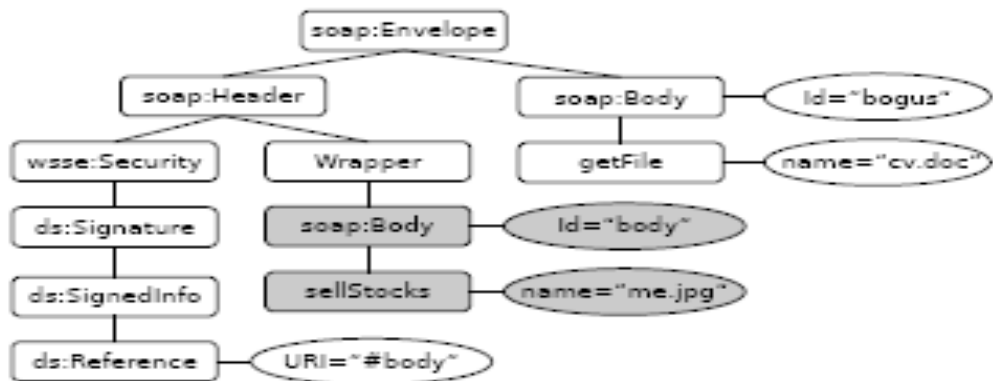 soap:Envelope
soap:Header
soap:Body
Id="bogus"
wsse:Security
Wrapper
getFile
name="cv.doc"
ds:Signature
soap:Body
Id="body"
ds:SignedInfo
sellStocks
name="me.jpg"
ds:Reference
URI="#body"